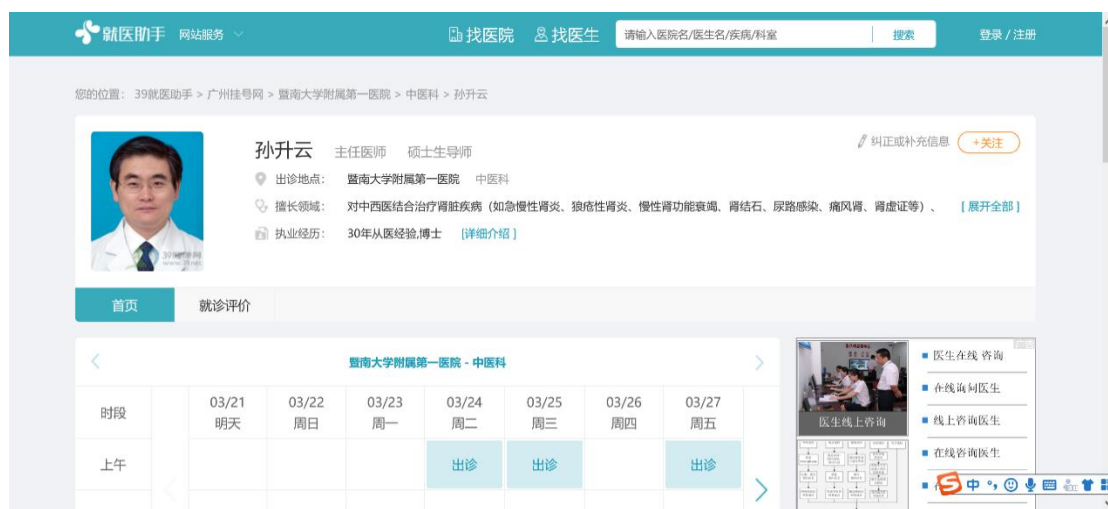 就医助手 网站服务 找医院 找医生 请输入医院名/医生名/疾病/科室 搜索 登录 / 注册
您的位置: 39就医助手 > 广州挂号网 > 暨南大学附属第一医院 > 中医科 > 孙升云
孙升云 主任医师 硕士生导师 纠正或补充信息 +关注
出诊地点: 暨南大学附属第一医院 中医科
擅长领域: 对中西医结合治疗肾脏疾病（如急慢性肾炎、狼疮性肾炎、慢性肾功能衰竭、肾结石、尿路感染、痛风肾、肾虚证等）、 [展开全部]
执业经历: 30年从医经验,博士 [详细介绍]
首页 就诊评价
暨南大学附属第一医院 - 中医科
时段 03/21 03/22 03/23 03/24 03/25 03/26 03/27
明天 周日 周一 周二 周三 周四 周五
上午 出诊 出诊 出诊
医生线上咨询
医生在线 咨询
在线询问医生
线上咨询医生
在线咨询医生
中